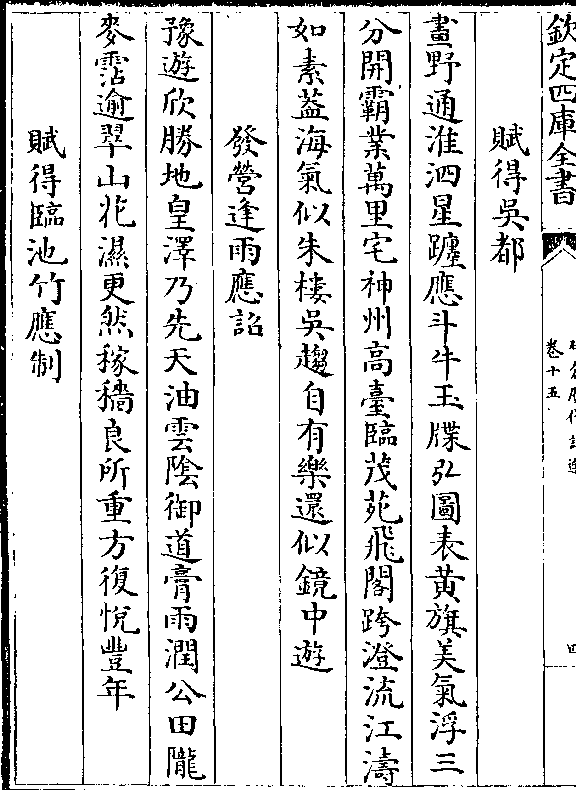 欽定四庫全書
卷十五
四
賦得吳都
畫野通淮泗星躔應斗牛玉牒弘圖表黄旗美氣浮三
分開霸業萬里宅神州高臺臨茂苑飛閣跨澄流江濤
如素葢海氣似朱樓吳趨自有樂還似鏡中遊
發營逢雨應詔
豫遊欣勝地皇澤乃先天油雲隂御道膏雨潤公田隴
麥霑逾翠山花濕更然稼穡良所重方復悅豐年
賦得臨池竹應制